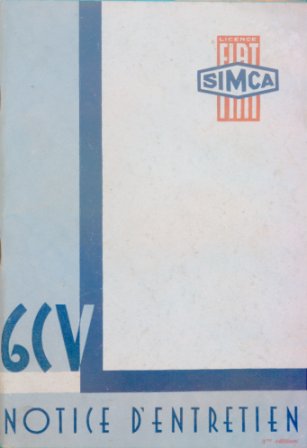 LICENCE
FIAT
SIMCA
6CV
NOTICE D'ENTRETIEN